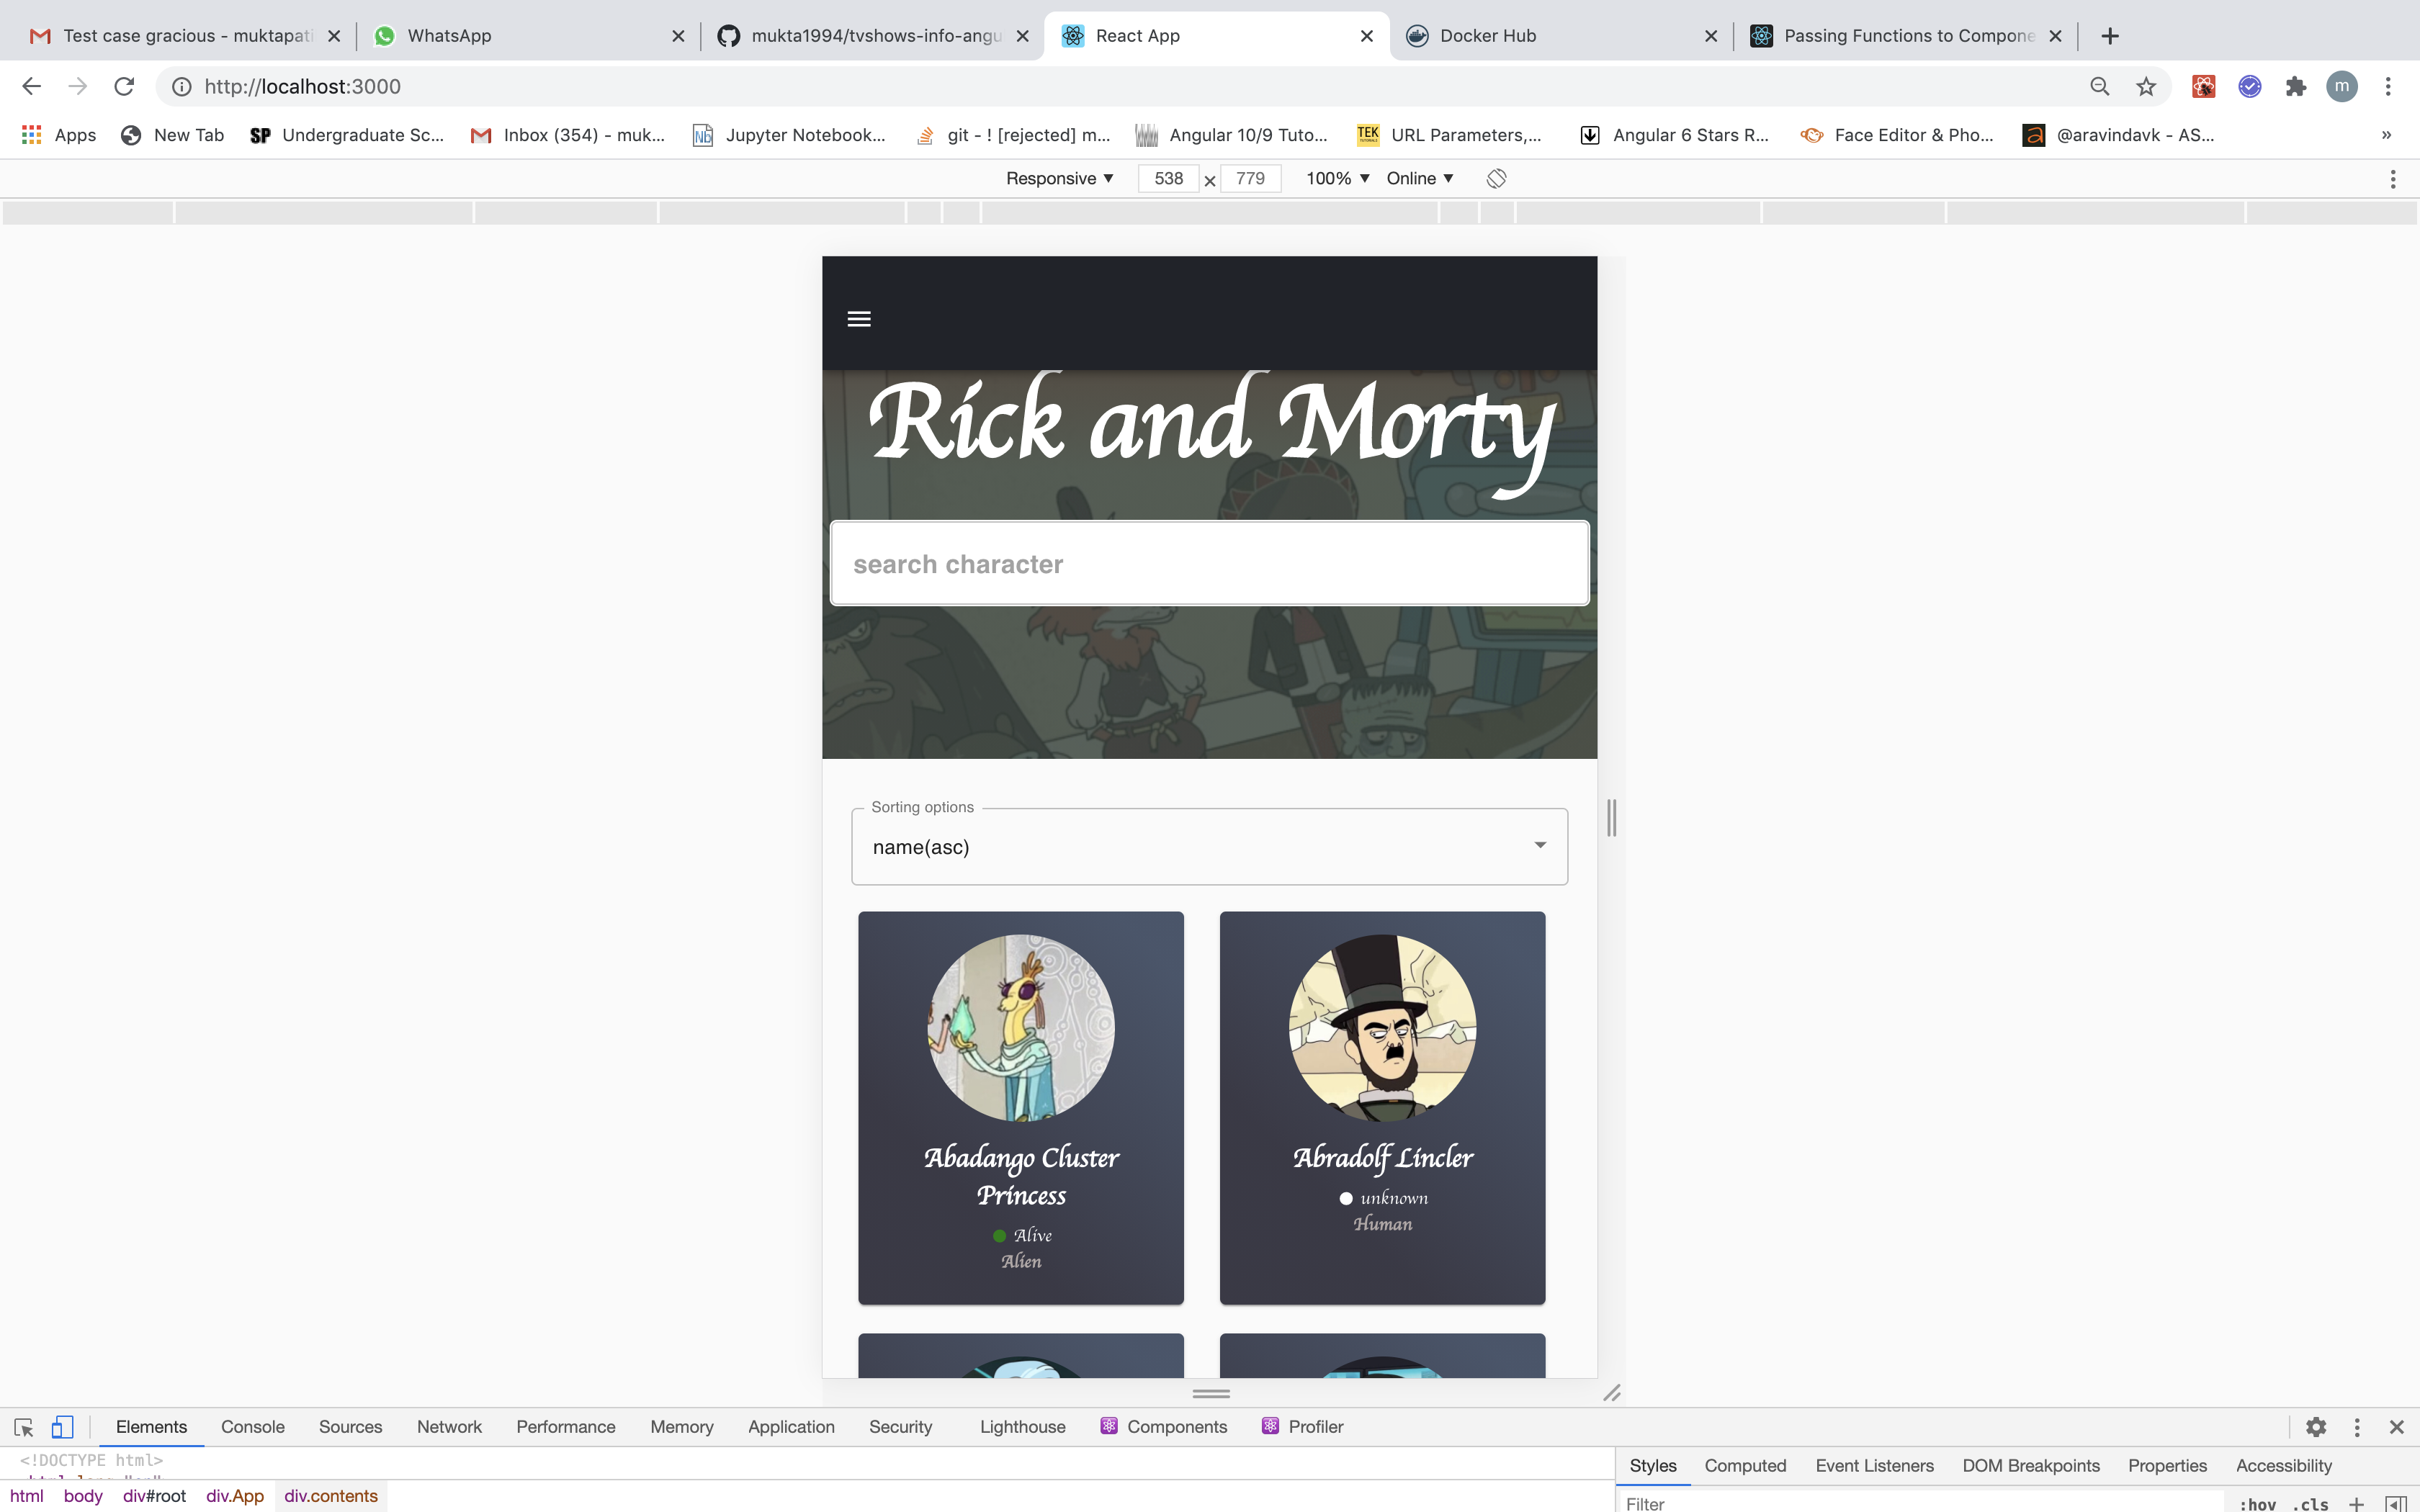 Test case gracious - muktapati
WhatsApp
mukta1994/tvshows-info-angu
React App
Docker Hub
Passing Functions to Compone
http://localhost:3000
m
Apps
New Tab
SP Undergraduate Sc...
Inbox (354) - muk...
Nb Jupyter Notebook...
git - ! [rejected] m...
Angular 10/9 Tuto...
TEK URL Parameters,...
Angular 6 Stars R...
Face Editor & Pho...
@aravindavk - AS...
»
Responsive ▼ 538 × 779 100% ▼ Online ▼
Rick and Morty
search character
Sorting options
name(asc)
Abadango Cluster
Princess
Alive
Alien
Abradolf Lincler
unknown
Human
Elements Console Sources Network Performance Memory Application Security Lighthouse Components Profiler
<!DOCTYPE html>
Styles Computed Event Listeners DOM Breakpoints Properties Accessibility
html body div#root div.App div.contents
Filter :hov .cls +